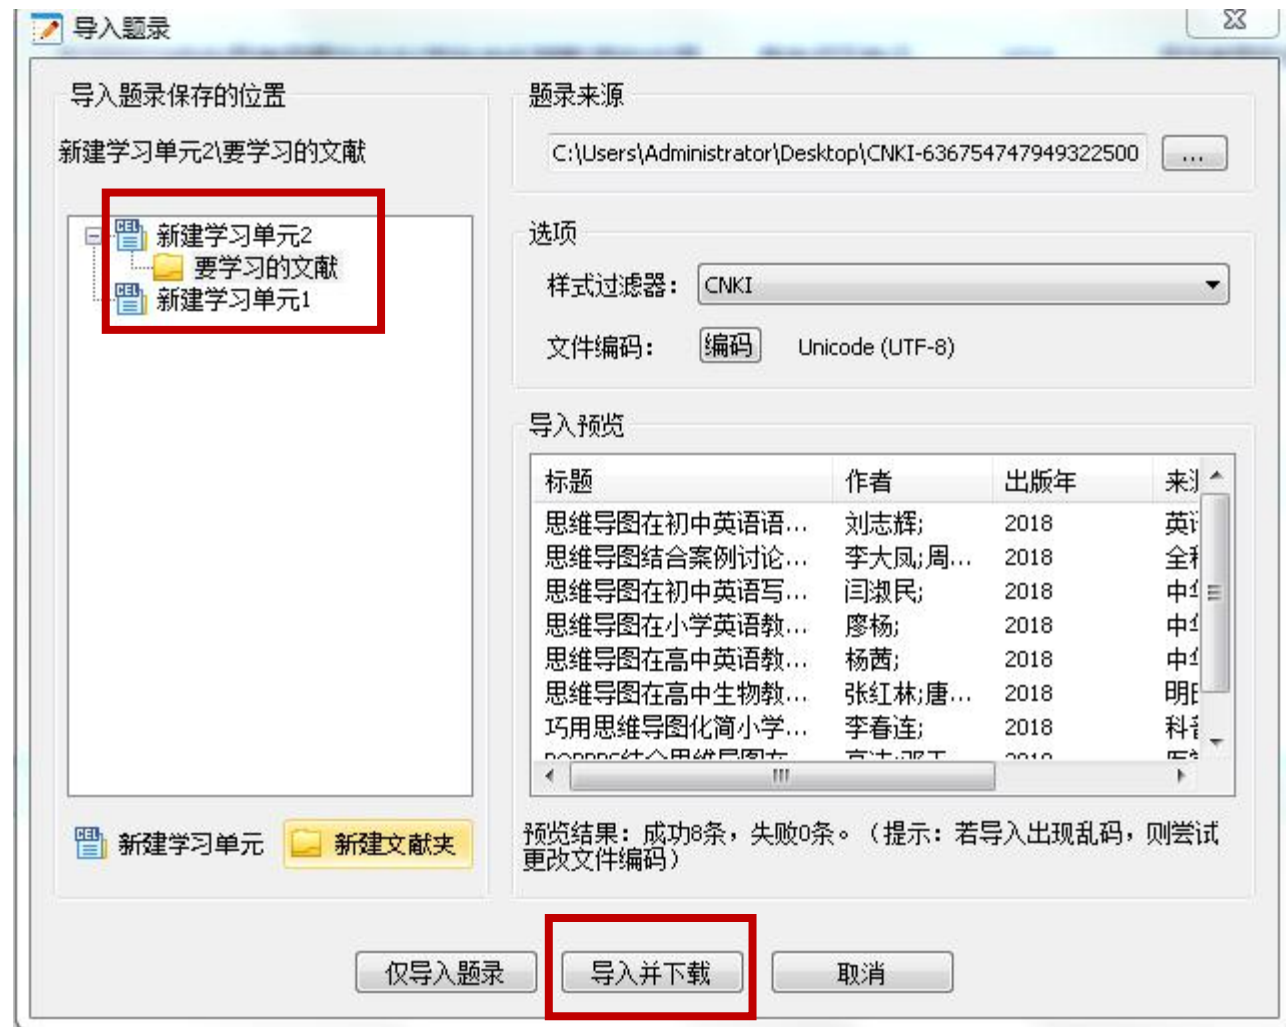 导入题录
导入题录保存的位置
新建学习单元2\要学习的文献
新建学习单元2
要学习的文献
新建学习单元1
新建学习单元
新建文献夹
题录来源
C:\Users\Administrator\Desktop\CNKI-636754747949322500
...
选项
样式过滤器： CNKI
文件编码： 编码 Unicode (UTF-8)
导入预览
标题 作者 出版年
思维导图在初中英语语... 刘志辉; 2018
思维导图结合案例讨论... 李大凤;周... 2018
思维导图在初中英语写... 闫淑民; 2018
思维导图在小学英语教... 廖杨; 2018
思维导图在高中英语教... 杨茜; 2018
思维导图在高中生物教... 张红林;唐... 2018
巧用思维导图化简小学... 李春连; 2018
预览结果：成功8条，失败0条。（提示：若导入出现乱码，则尝试
更改文件编码）
仅导入题录 导入并下载 取消